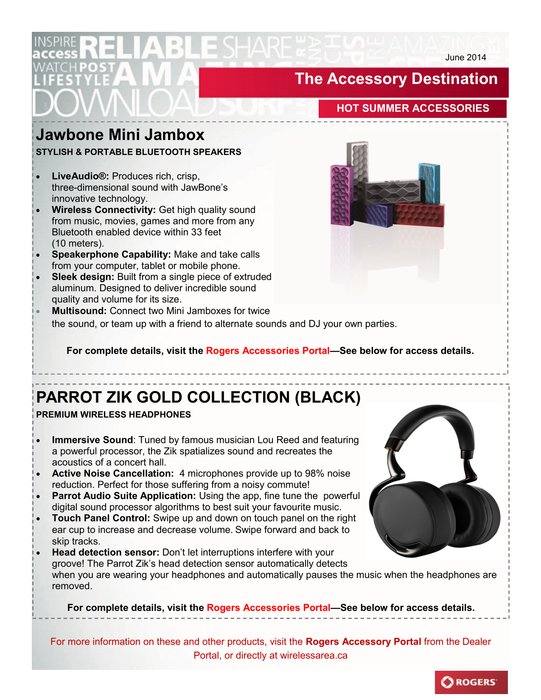 INSPIRE RELIABLE SHARE
access
WATCH POST AMAZING
LIFESTYLE
DOWNLOAD SURF
June 2014
The Accessory Destination
HOT SUMMER ACCESSORIES
Jawbone Mini Jambox
STYLISH & PORTABLE BLUETOOTH SPEAKERS
• LiveAudio®: Produces rich, crisp,
three-dimensional sound with JawBone's
innovative technology.
• Wireless Connectivity: Get high quality sound
from music, movies, games and more from any
Bluetooth enabled device within 33 feet
(10 meters).
• Speakerphone Capability: Make and take calls
from your computer, tablet or mobile phone.
• Sleek design: Built from a single piece of extruded
aluminum. Designed to deliver incredible sound
quality and volume for its size.
• Multisound: Connect two Mini Jamboxes for twice
the sound, or team up with a friend to alternate sounds and DJ your own parties.
For complete details, visit the Rogers Accessories Portal—See below for access details.
PARROT ZIK GOLD COLLECTION (BLACK)
PREMIUM WIRELESS HEADPHONES
• Immersive Sound: Tuned by famous musician Lou Reed and featuring
a powerful processor, the Zik spatializes sound and recreates the
acoustics of a concert hall.
• Active Noise Cancellation: 4 microphones provide up to 98% noise
reduction. Perfect for those suffering from a noisy commute!
• Parrot Audio Suite Application: Using the app, fine tune the powerful
digital sound processor algorithms to best suit your favourite music.
• Touch Panel Control: Swipe up and down on touch panel on the right
ear cup to increase and decrease volume. Swipe forward and back to
skip tracks.
• Head detection sensor: Don't let interruptions interfere with your
groove! The Parrot Zik's head detection sensor automatically detects
when you are wearing your headphones and automatically pauses the music when the headphones are
removed.
For complete details, visit the Rogers Accessories Portal—See below for access details.
For more information on these and other products, visit the Rogers Accessory Portal from the Dealer
Portal, or directly at wirelessarea.ca
ROGERS